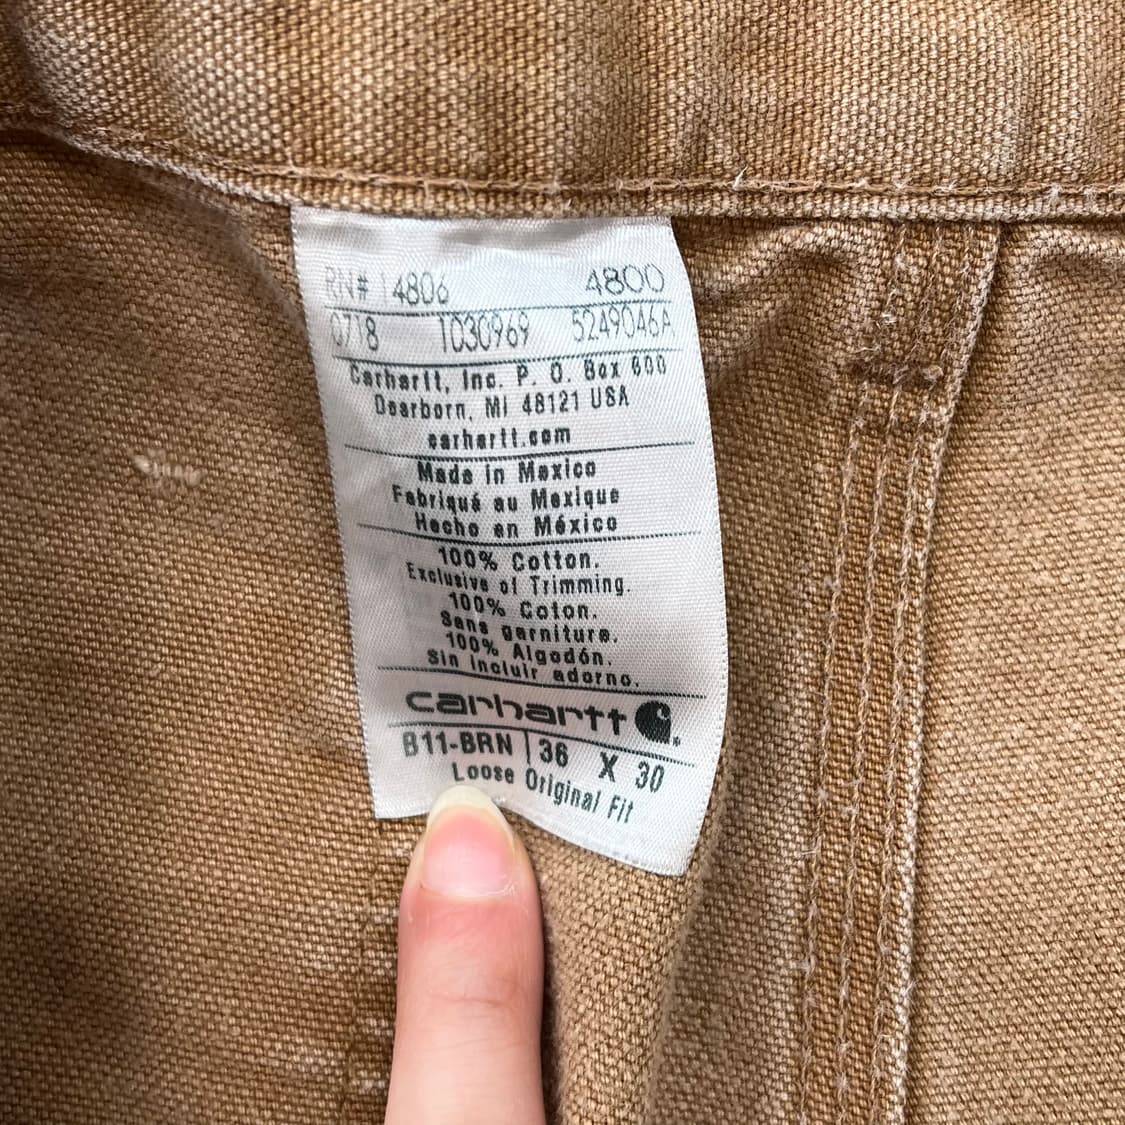 RN# 14806 4800
0718 1030969 5249046A
Carhartt, Inc. P. O. Box 600
Dearborn, MI 48121 USA
carhartt.com
Made in Mexico
Fabriqué au Mexique
Hecho en México
100% Cotton.
Exclusive of Trimming.
100% Coton.
Sans garniture.
100% Algodón.
Sin incluir adorno.
carhartt
B11-BRN | 36 X 30
Loose Original Fit